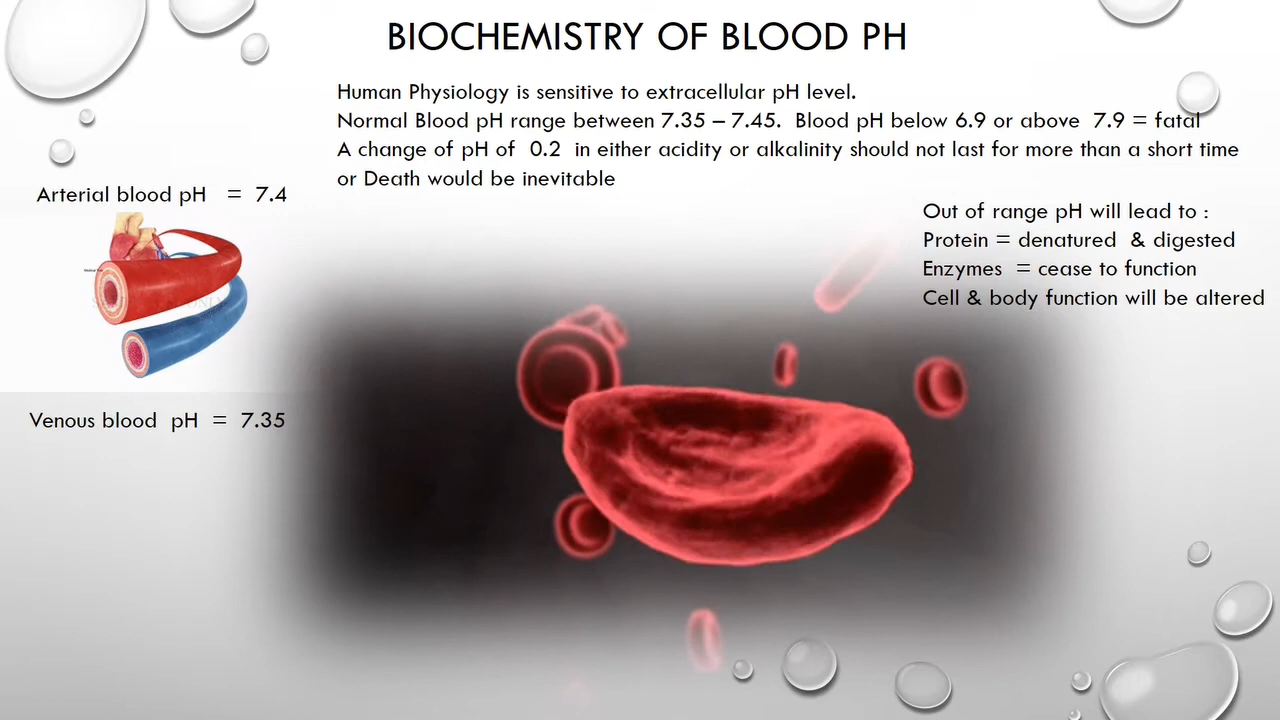 BIOCHEMISTRY OF BLOOD PH
Human Physiology is sensitive to extracellular pH level.
Normal Blood pH range between 7.35 – 7.45. Blood pH below 6.9 or above 7.9 = fatal
A change of pH of 0.2 in either acidity or alkalinity should not last for more than a short time
or Death would be inevitable
Arterial blood pH = 7.4
Out of range pH will lead to :
Protein = denatured & digested
Enzymes = cease to function
Cell & body function will be altered
Venous blood pH = 7.35